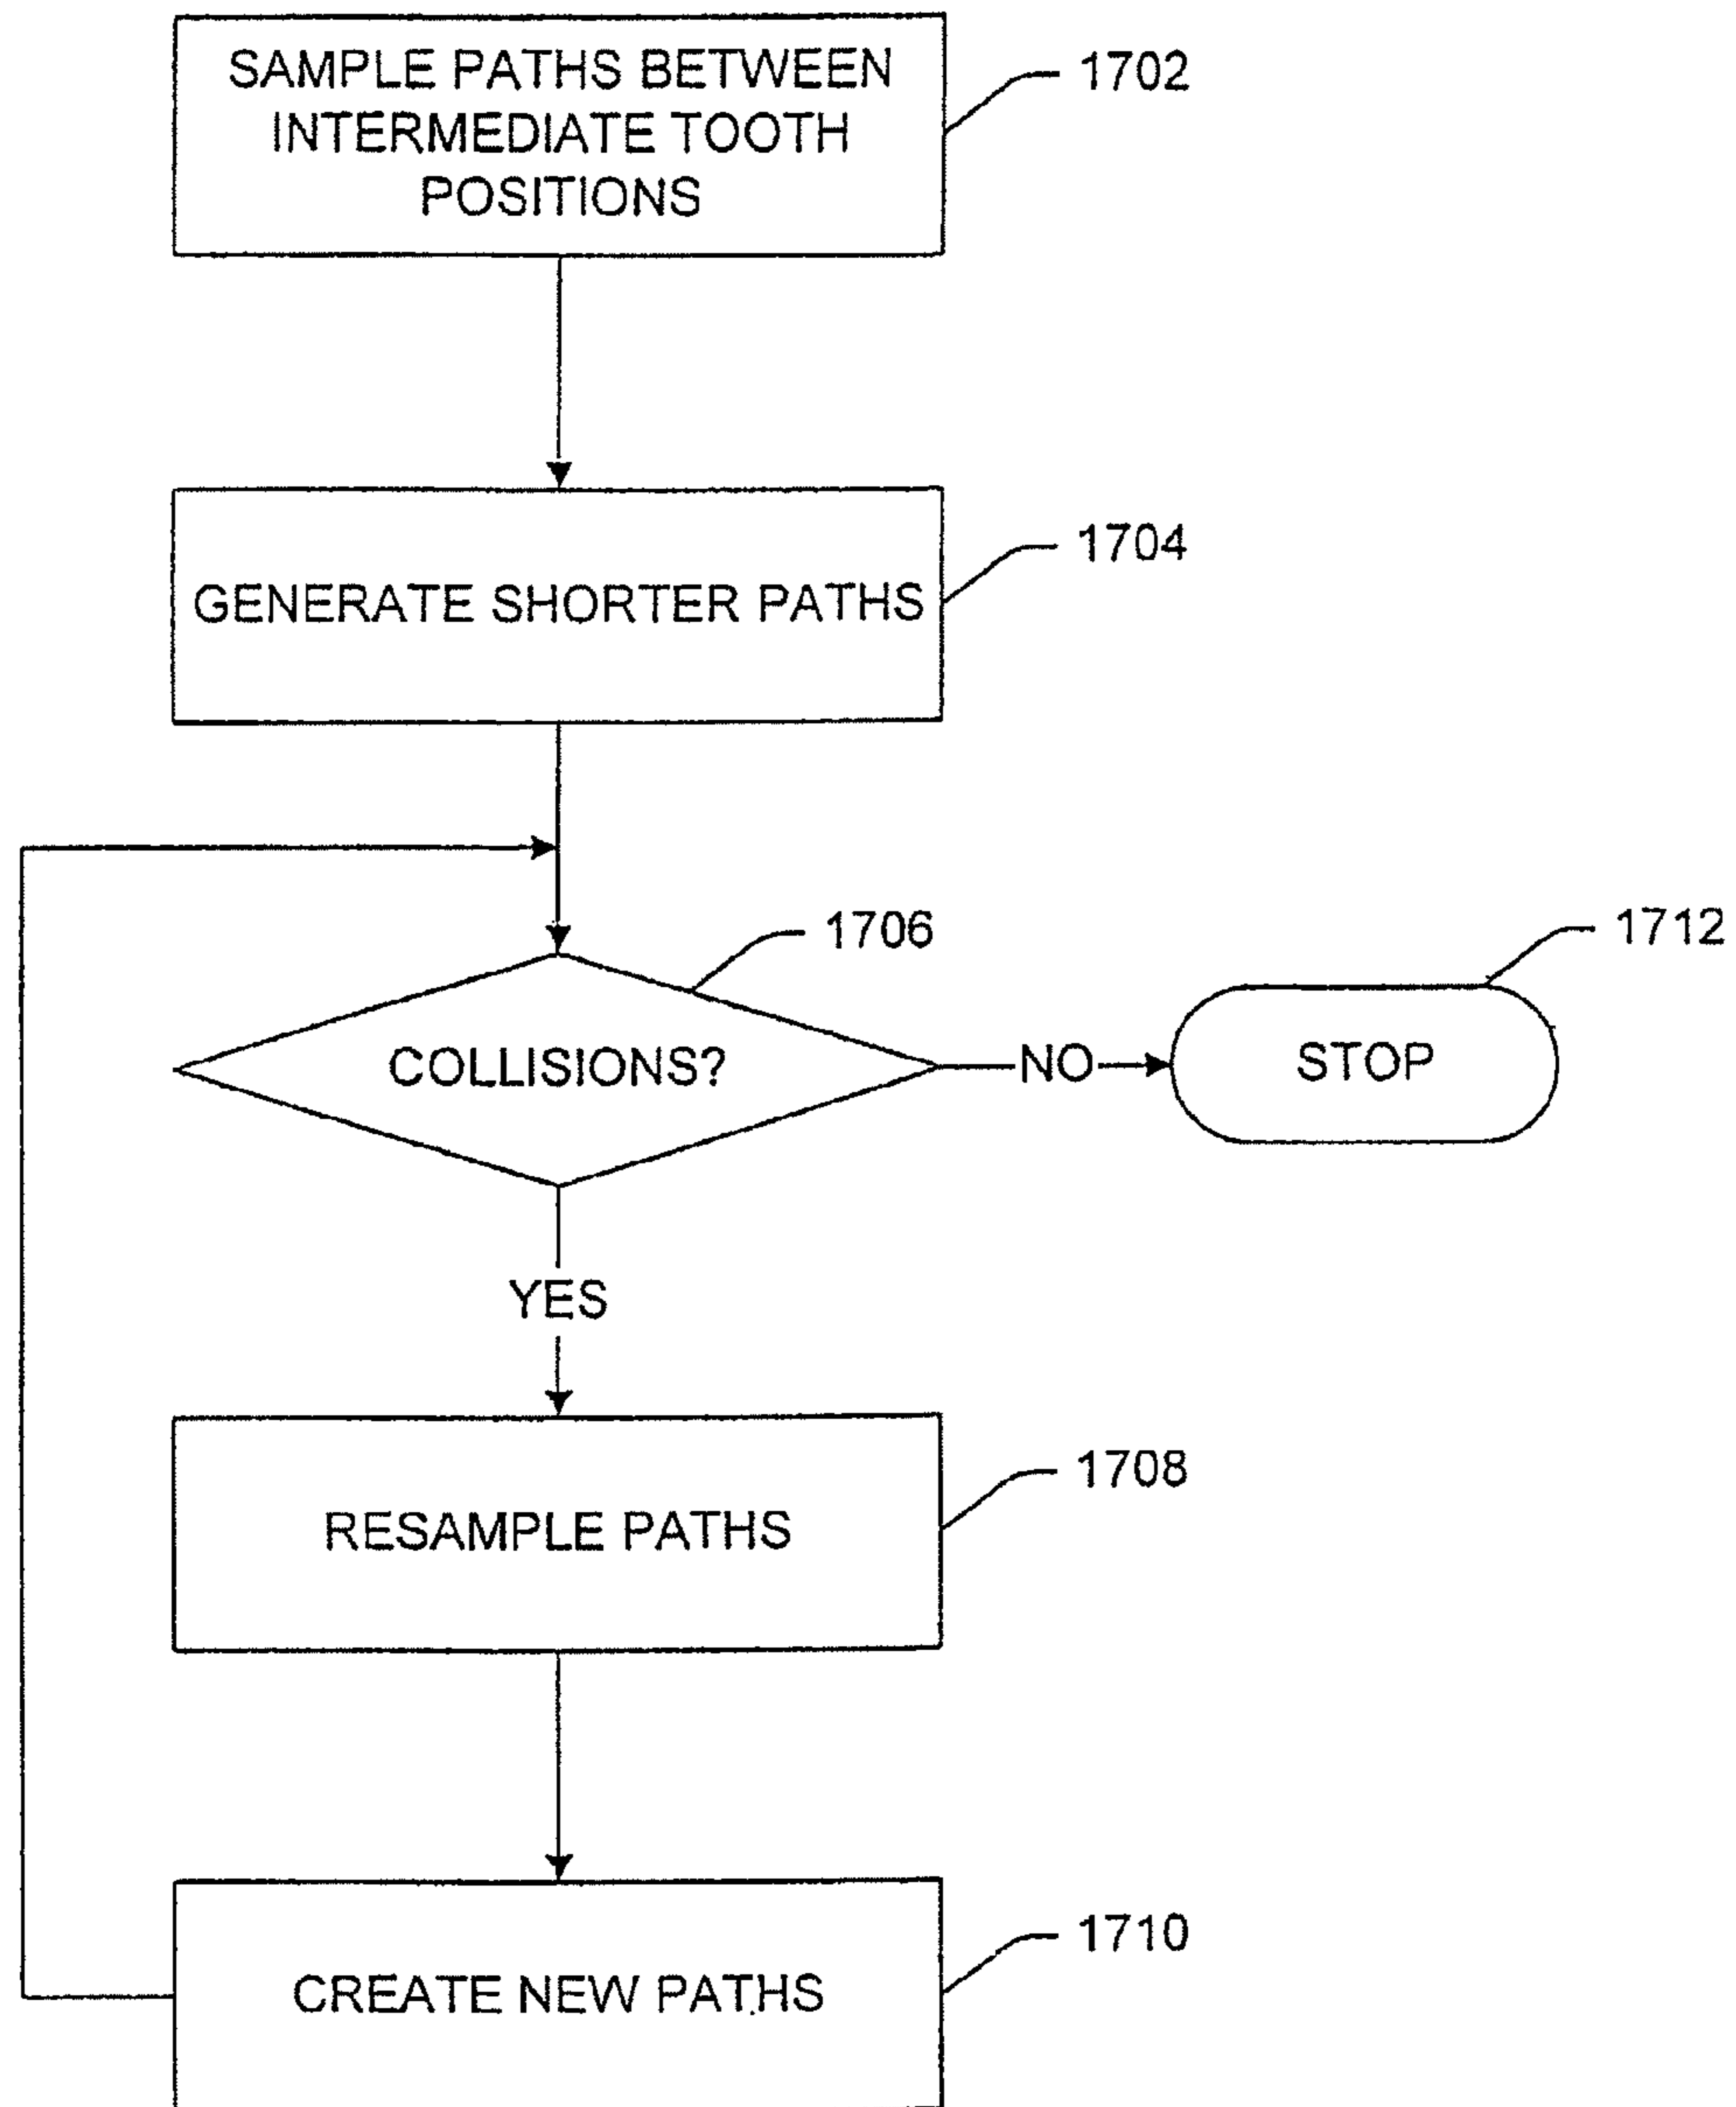 SAMPLE PATHS BETWEEN
INTERMEDIATE TOOTH
POSITIONS
1702
GENERATE SHORTER PATHS
1704
COLLISIONS?
1706
NO
STOP
1712
YES
RESAMPLE PATHS
1708
CREATE NEW PATHS
1710